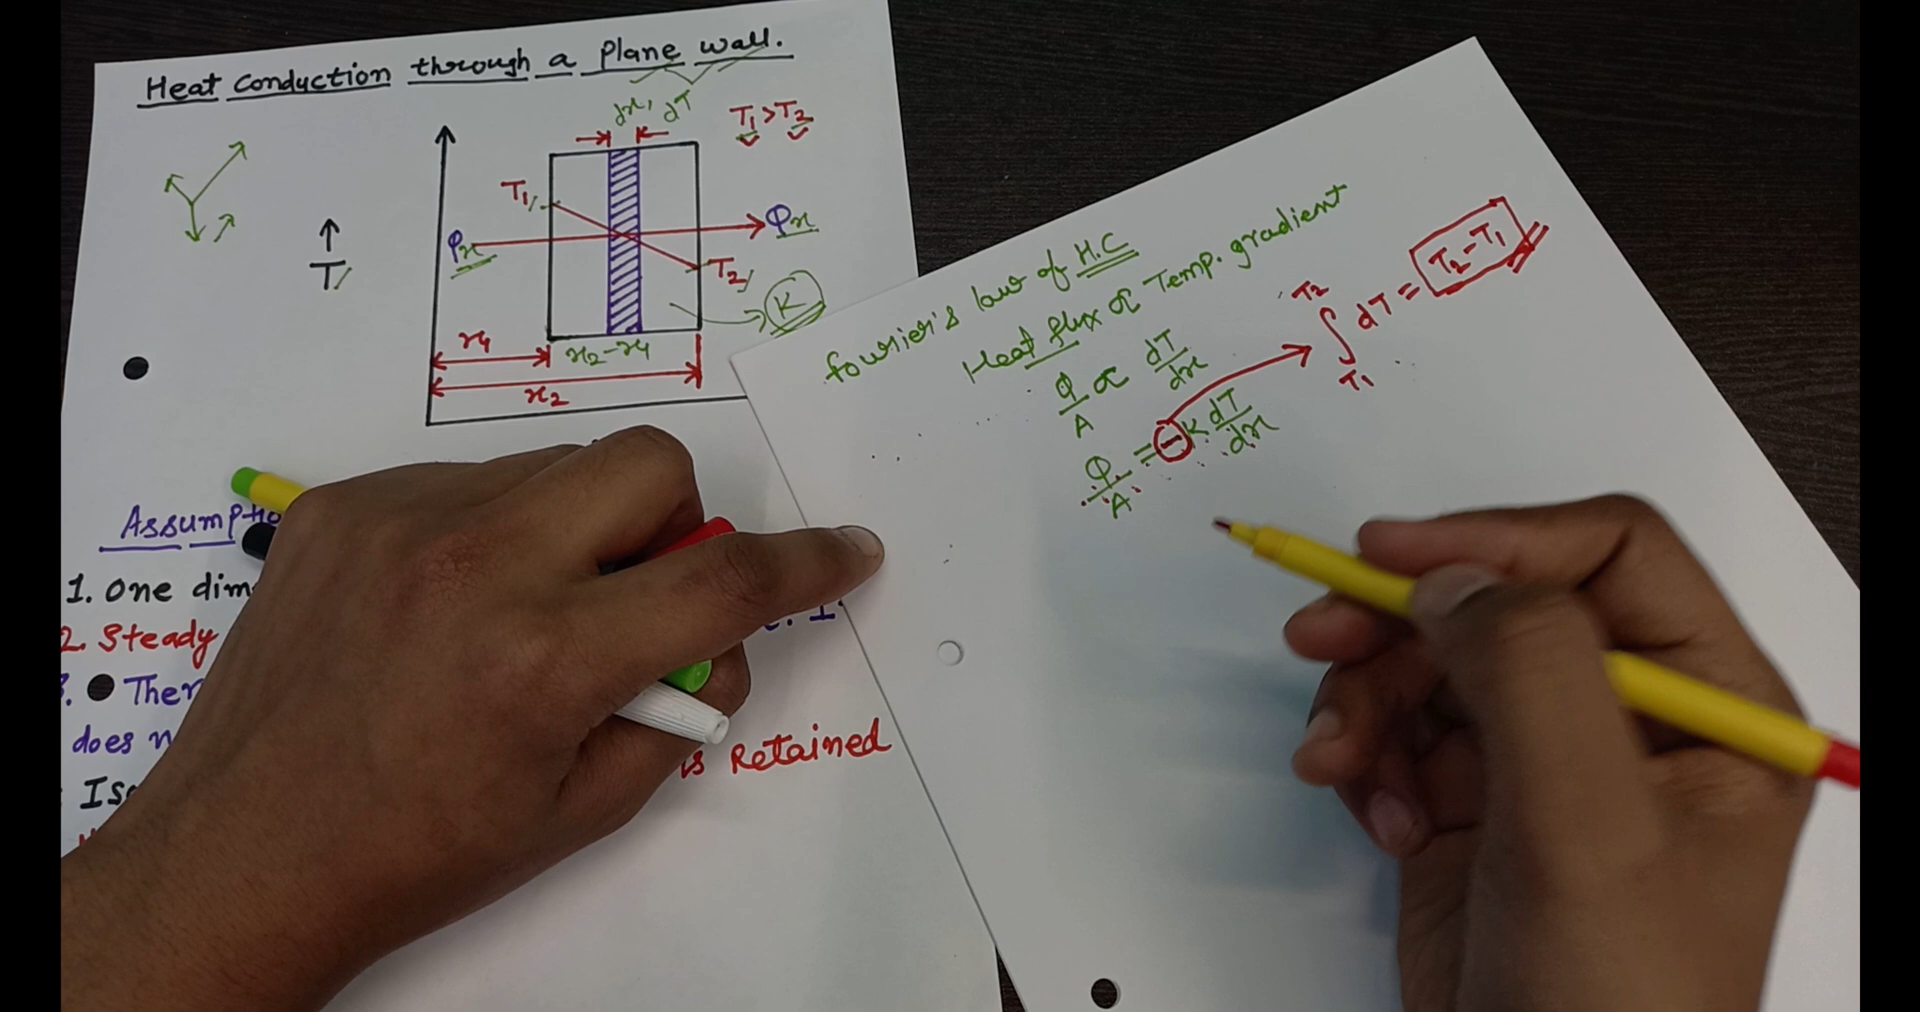 Heat conduction through a Plane wall.
dx, dT
T1 > T2
T1
Qx
Qx
T
T2
K
x1
x2-x1
x2
Assumptio
1. One dim
2. Steady
Ther
does n
is Retained
fourier's law of H.C
Heat flux ∝ Temp. gradient
Q/A ∝ dT/dx
Q/A = -K dT/dx
∫T1 T2 dT = T2-T1